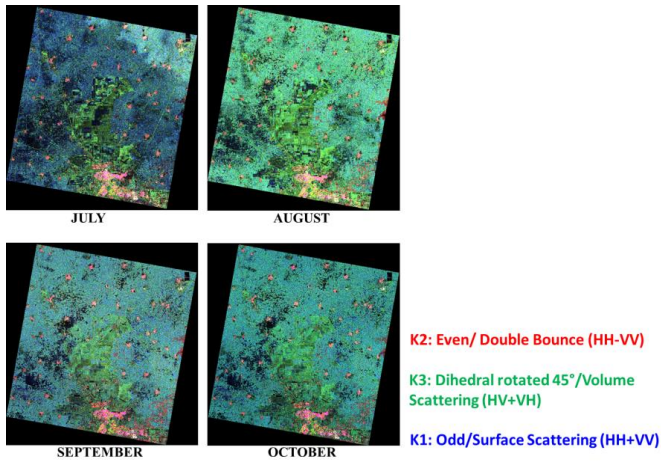 JULY
AUGUST
SEPTEMBER
OCTOBER
K2: Even/ Double Bounce (HH-VV)
K3: Dihedral rotated 45°/Volume
Scattering (HV+VH)
K1: Odd/Surface Scattering (HH+VV)